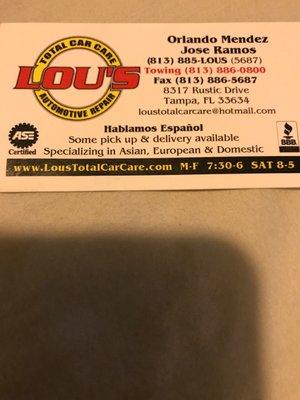 TOTAL CAR CARE
LOU'S
AUTOMOTIVE REPAIR
Orlando Mendez
Jose Ramos
(813) 885-LOUS (5687)
Towing (813) 886-0800
Fax (813) 886-5687
8317 Rustic Drive
Tampa, FL 33634
loustotalcarcare@hotmail.com
ASE
Certified
Hablamos Español
Some pick up & delivery available
Specializing in Asian, European & Domestic
BBB
www.LousTotalCarCare.com M-F 7:30-6 SAT 8-5